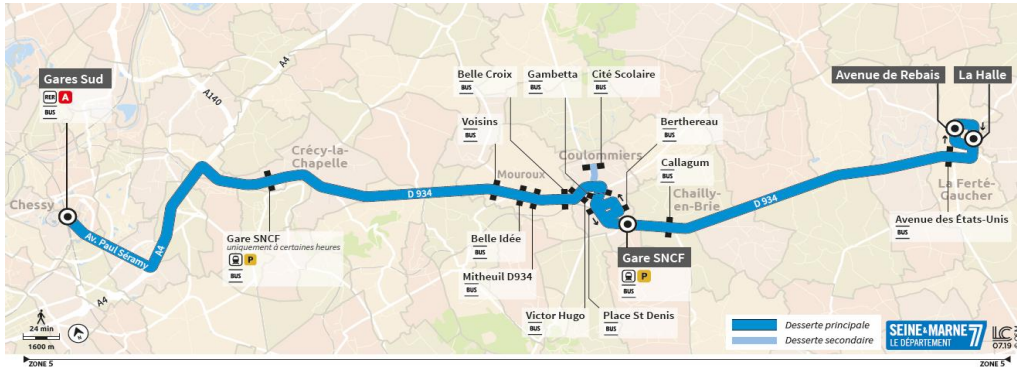 Gares Sud
RER A
BUS
Chessy
Av. Paul Séramy
A4
A4
A4
A140
Crécy-la-
Chapelle
Gare SNCF
uniquement à certaines heures
P
BUS
D 934
Voisins
BUS
Mouroux
Belle Croix
BUS
Gambetta
BUS
Cité Scolaire
BUS
Coulommiers
Berthereau
BUS
Callagum
BUS
Belle Idée
BUS
Mitheuil D934
BUS
Victor Hugo
BUS
Place St Denis
BUS
Gare SNCF
P
BUS
Chailly-
en-Brie
D 934
Avenue de Rebais
La Halle
La Ferté-
Gaucher
Avenue des États-Unis
BUS
24 min
1600 m
N
Desserte principale
Desserte secondaire
SEINE & MARNE 77
LE DÉPARTEMENT
07.19
ZONE 5
ZONE 5